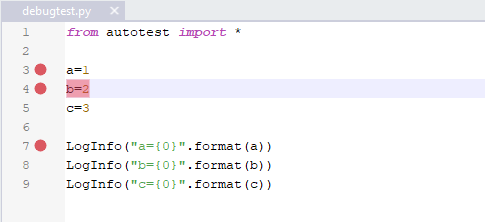 debugtest.py
1 from autotest import *
2
3 a=1
4 b=2
5 c=3
6
7 LogInfo("a={0}".format(a))
8 LogInfo("b={0}".format(b))
9 LogInfo("c={0}".format(c))